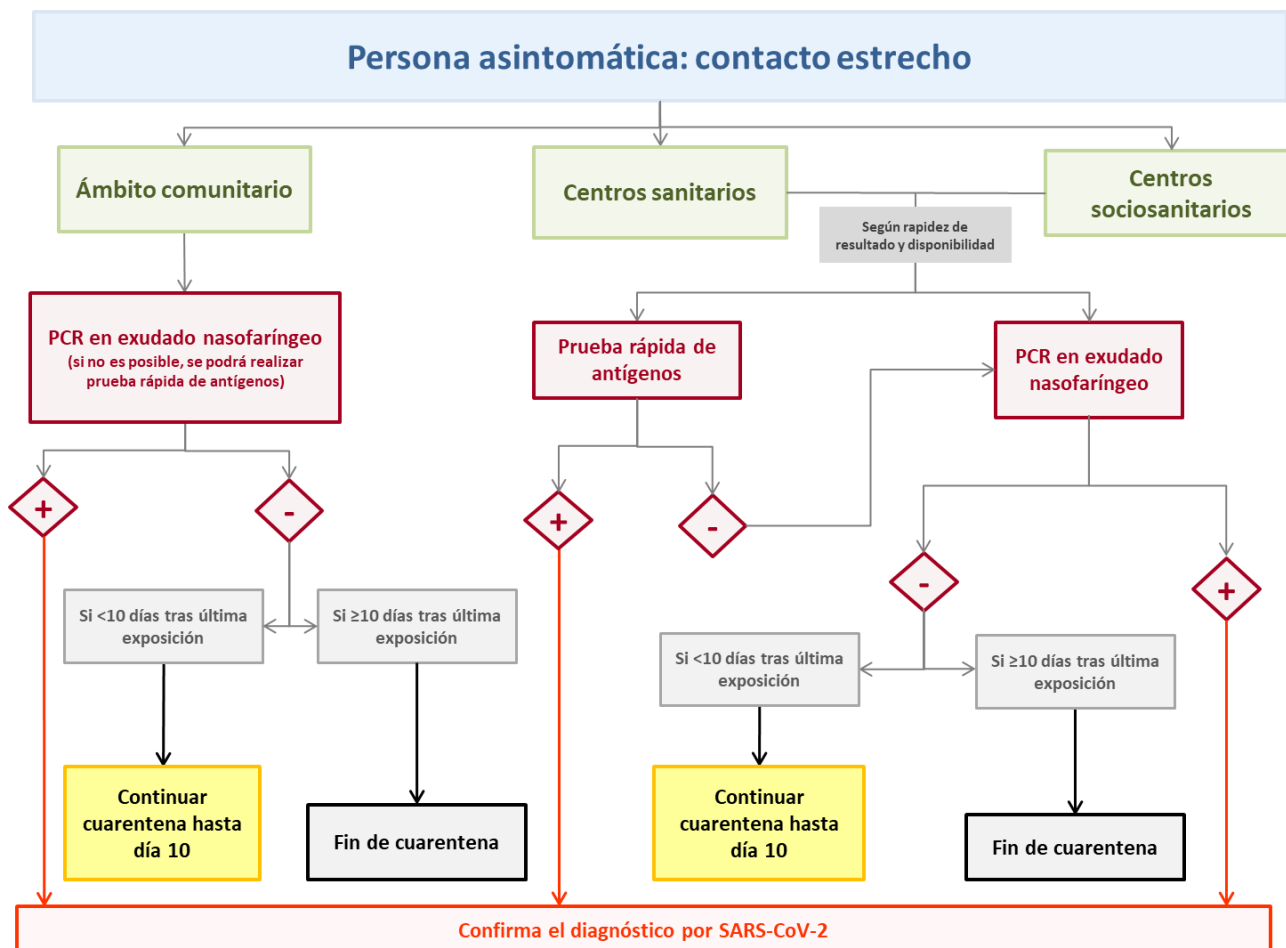 Persona asintomática: contacto estrecho
Ámbito comunitario
Centros sanitarios
Centros
sociosanitarios
Según rapidez de
resultado y disponibilidad
PCR en exudado nasofaríngeo
(si no es posible, se podrá realizar
prueba rápida de antígenos)
Prueba rápida de
antígenos
PCR en exudado
nasofaríngeo
+
-
+
-
-
+
Si <10 días tras última
exposición
Si ≥10 días tras última
exposición
Si <10 días tras última
exposición
Si ≥10 días tras última
exposición
Continuar
cuarentena hasta
día 10
Fin de cuarentena
Continuar
cuarentena hasta
día 10
Fin de cuarentena
Confirma el diagnóstico por SARS-CoV-2